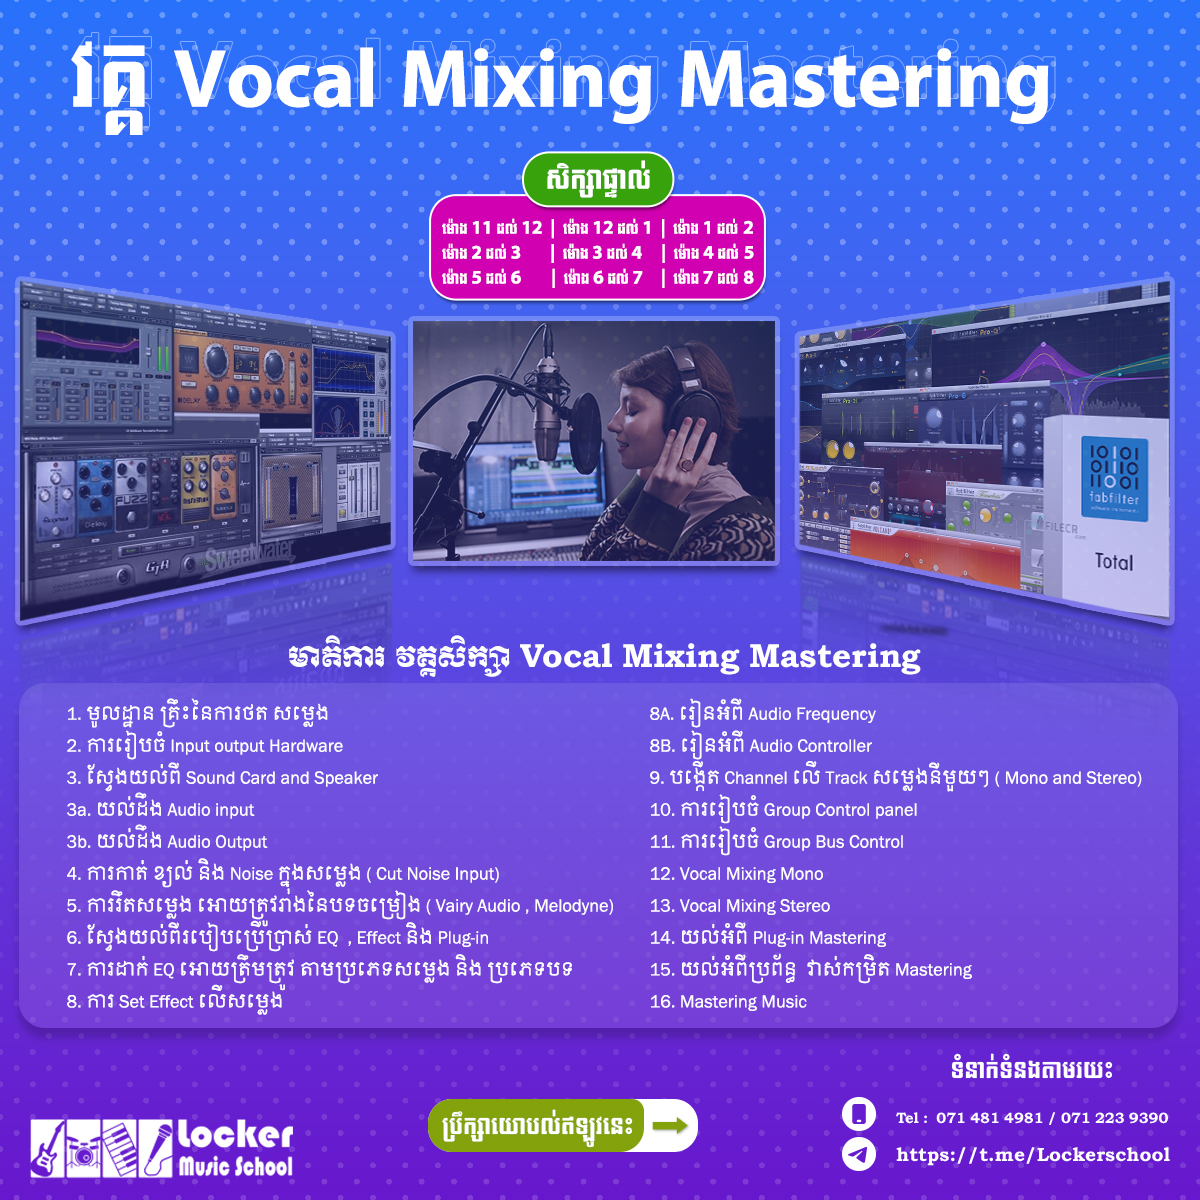 វគ្គ Vocal Mixing Mastering
សិក្សាផ្ទាល់
ម៉ោង 11 ដល់ 12 | ម៉ោង 12 ដល់ 1 | ម៉ោង 1 ដល់ 2
ម៉ោង 2 ដល់ 3 | ម៉ោង 3 ដល់ 4 | ម៉ោង 4 ដល់ 5
ម៉ោង 5 ដល់ 6 | ម៉ោង 6 ដល់ 7 | ម៉ោង 7 ដល់ 8
DELAY
Delay
FUZZ
GTR
Sweetwater
Pro-Q
fabfilter
FILECR
Total
មាតិការ វគ្គសិក្សា Vocal Mixing Mastering
1. មូលដ្ឋាន គ្រឹះនៃការថត សម្លេង
2. ការរៀបចំ Input output Hardware
3. ស្វែងយល់ពី Sound Card and Speaker
3a. យល់ដឹង Audio input
3b. យល់ដឹង Audio Output
4. ការកាត់ ខ្យល់ និង Noise ក្នុងសម្លេង ( Cut Noise Input)
5. ការរឹតសម្លេង អោយត្រូវរាងនៃបទចម្រៀង ( Vairy Audio , Melodyne)
6. ស្វែងយល់ពីរបៀបប្រើប្រាស់ EQ , Effect និង Plug-in
7. ការដាក់ EQ អោយត្រឹមត្រូវ តាមប្រភេទសម្លេង និង ប្រភេទបទ
8. ការ Set Effect លើសម្លេង
8A. រៀនអំពី Audio Frequency
8B. រៀនអំពី Audio Controller
9. បង្កើត Channel លើ Track សម្លេងនីមួយៗ ( Mono and Stereo)
10. ការរៀបចំ Group Control panel
11. ការរៀបចំ Group Bus Control
12. Vocal Mixing Mono
13. Vocal Mixing Stereo
14. យល់អំពី Plug-in Mastering
15. យល់អំពីប្រព័ន្ធ វាស់កម្រិត Mastering
16. Mastering Music
ទំនាក់ទំនងតាមរយះ
Locker
Music School
ប្រឹក្សាយោបល់ឥឡូវនេះ
Tel : 071 481 4981 / 071 223 9390
https://t.me/Lockerschool